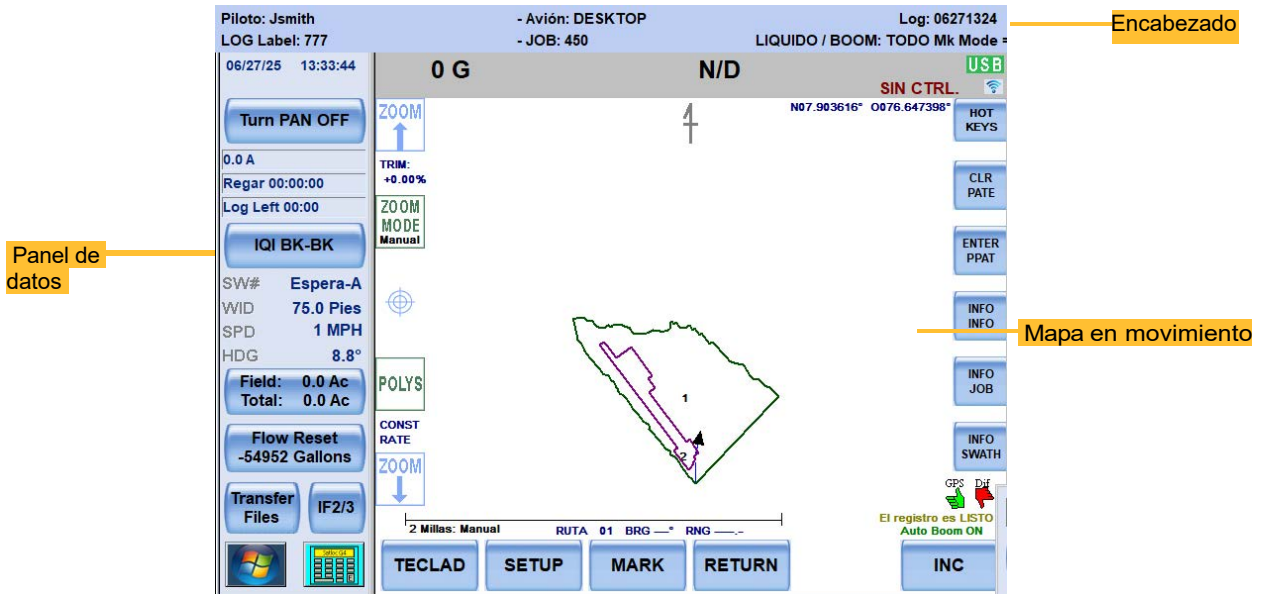 Piloto: Jsmith - Avión: DESKTOP Log: 06271324
LOG Label: 777 - JOB: 450 LIQUIDO / BOOM: TODO Mk Mode =
Encabezado
06/27/25 13:33:44
0 G N/D
USB
SIN CTRL.
Turn PAN OFF
0.0 A
Regar 00:00:00
Log Left 00:00
IQI BK-BK
Panel de
datos
SW# Espera-A
WID 75.0 Pies
SPD 1 MPH
HDG 8.8°
Field: 0.0 Ac
Total: 0.0 Ac
Flow Reset
-54952 Gallons
Transfer
Files
IF2/3
Satloc G4
ZOOM
TRIM:
+0.00%
ZOOM
MODE
Manual
POLYS
CONST
RATE
ZOOM
N07.903616° O076.647398°
1
2
HOT
KEYS
CLR
PATE
ENTER
PPAT
INFO
INFO
Mapa en movimiento
INFO
JOB
INFO
SWATH
GPS Dif
El registro es LISTO
Auto Boom ON
2 Millas: Manual RUTA 01 BRG —° RNG ——.-
TECLAD SETUP MARK RETURN INC